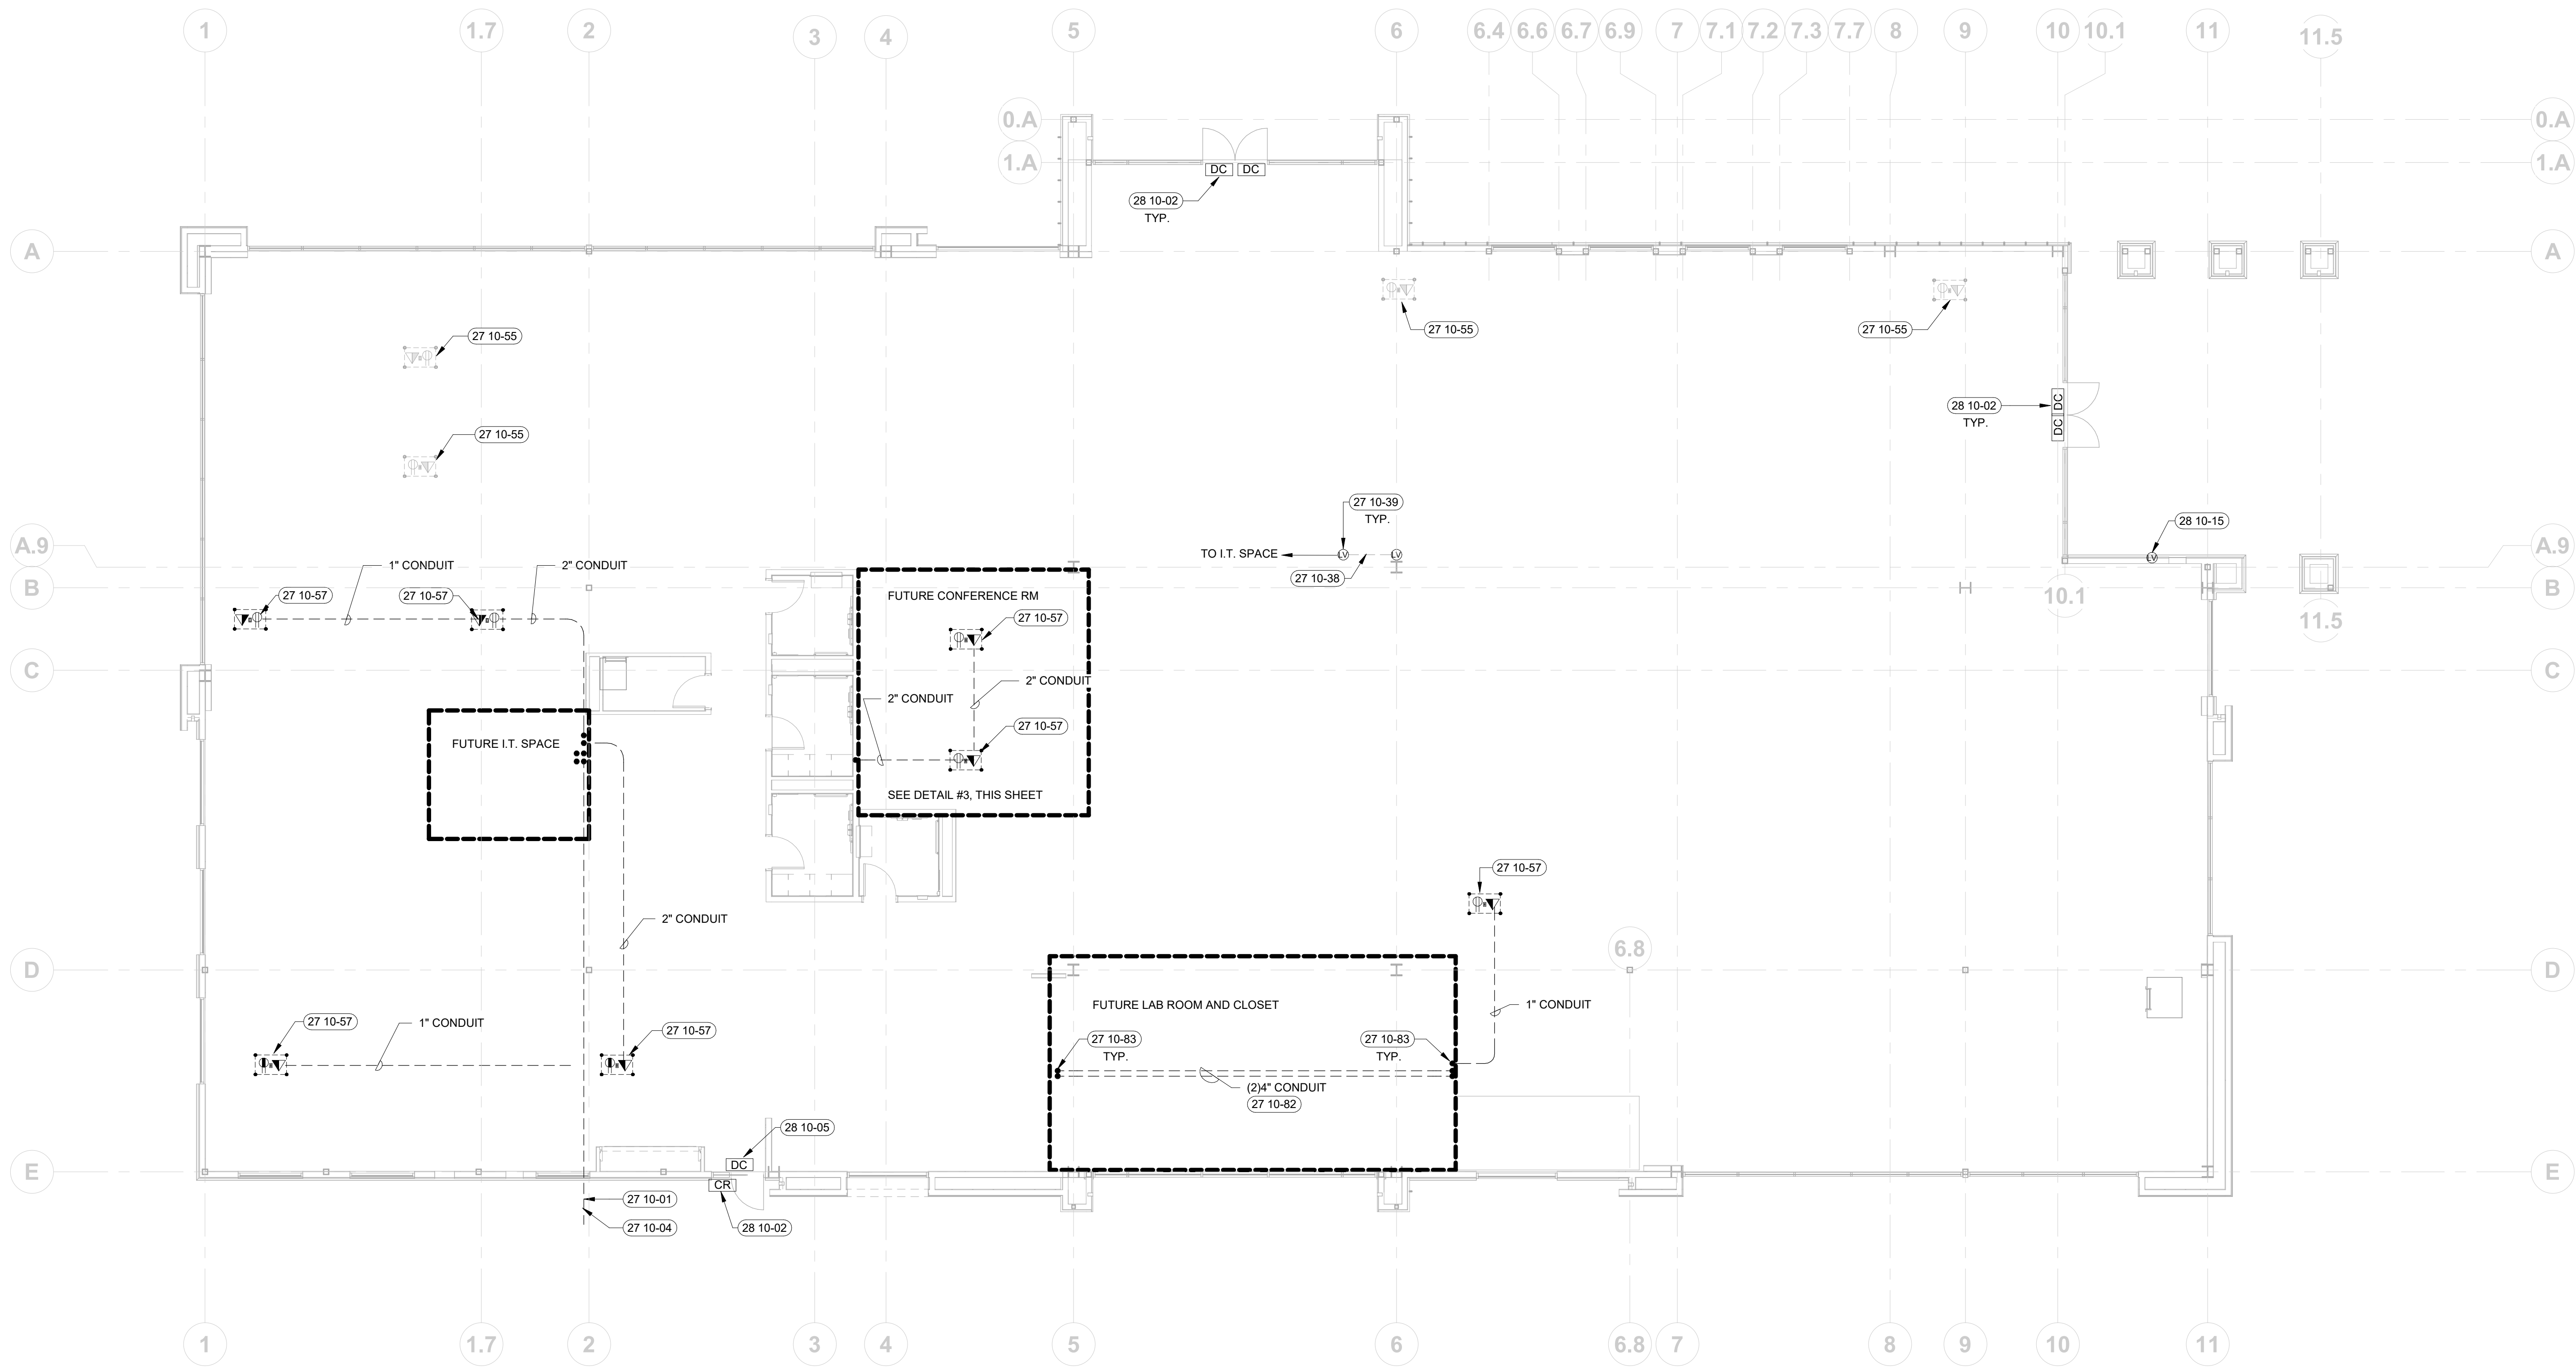 1 1.7 2 3 4 5 6 6.4 6.6 6.7 6.9 7 7.1 7.2 7.3 7.7 8 9 10 10.1 11 11.5
0.A 0.A
1.A 1.A
DC DC
28 10-02
TYP.
A A
27 10-55
27 10-55
27 10-55
27 10-55
28 10-02
TYP.
DC
DC
27 10-39
TYP.
28 10-15
A.9 A.9
TO I.T. SPACE
LV LV
LV
27 10-38
1" CONDUIT
2" CONDUIT
B B
27 10-57
27 10-57
FUTURE CONFERENCE RM
10.1
27 10-57
11.5
C C
2" CONDUIT
2" CONDUIT
27 10-57
FUTURE I.T. SPACE
SEE DETAIL #3, THIS SHEET
27 10-57
2" CONDUIT
6.8
D D
FUTURE LAB ROOM AND CLOSET
1" CONDUIT
27 10-57
1" CONDUIT
27 10-57
27 10-83
TYP.
27 10-83
TYP.
(2)4" CONDUIT
27 10-82
28 10-05
DC
E E
CR
27 10-01
27 10-04
28 10-02
1 1.7 2 3 4 5 6 6.8 7 8 9 10 11